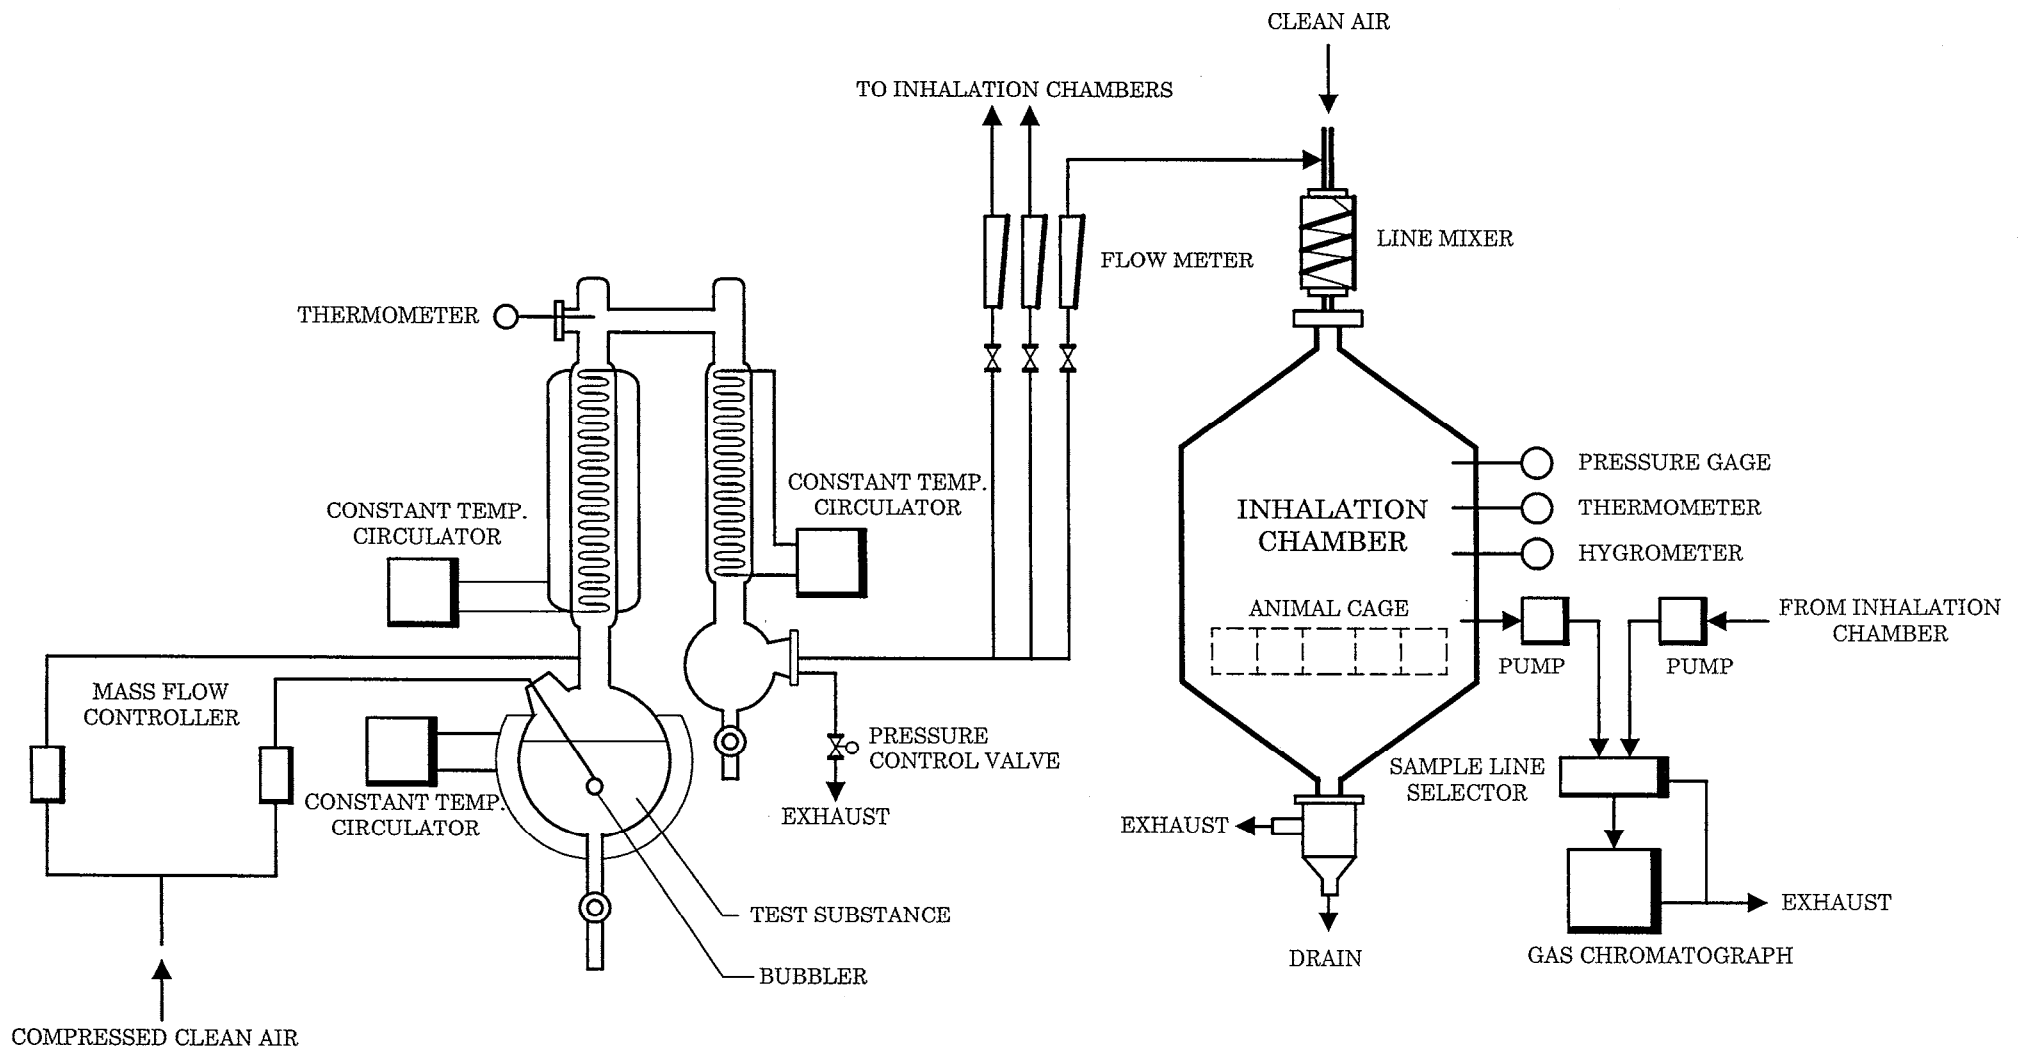 CLEAN AIR
TO INHALATION CHAMBERS
LINE MIXER
FLOW METER
THERMOMETER
CONSTANT TEMP.
CIRCULATOR
CONSTANT TEMP.
CIRCULATOR
PRESSURE GAGE
THERMOMETER
HYGROMETER
INHALATION
CHAMBER
ANIMAL CAGE
FROM INHALATION
CHAMBER
PUMP
PUMP
MASS FLOW
CONTROLLER
PRESSURE
CONTROL VALVE
EXHAUST
CONSTANT TEMP.
CIRCULATOR
SAMPLE LINE
SELECTOR
EXHAUST
TEST SUBSTANCE
BUBBLER
DRAIN
EXHAUST
GAS CHROMATOGRAPH
COMPRESSED CLEAN AIR